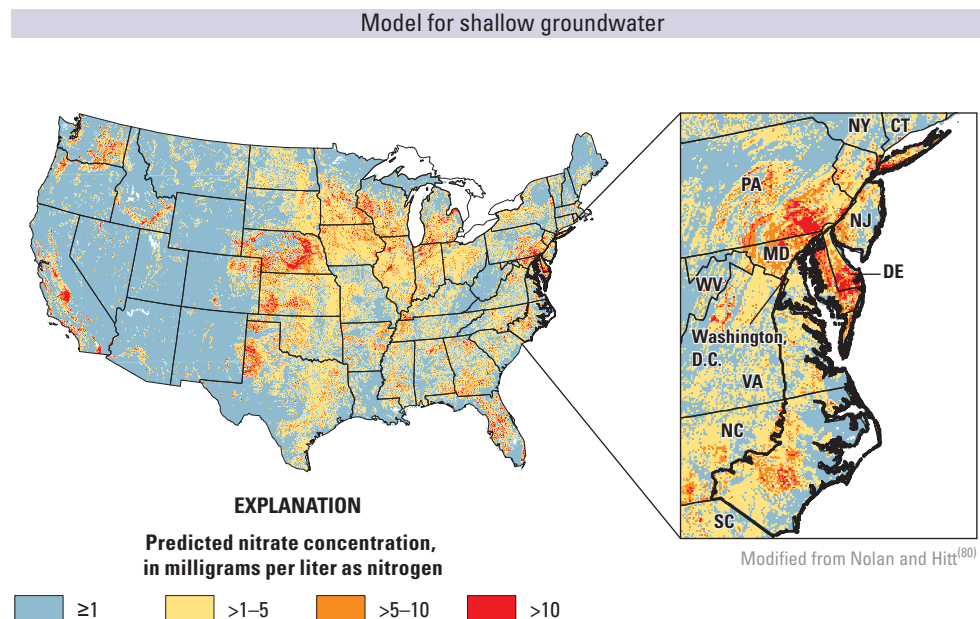 Model for shallow groundwater
NY
CT
PA
NJ
MD
DE
WV
Washington,
D.C.
VA
NC
SC
EXPLANATION
Predicted nitrate concentration,
in milligrams per liter as nitrogen
≥1
>1–5
>5–10
>10
Modified from Nolan and Hitt(80)